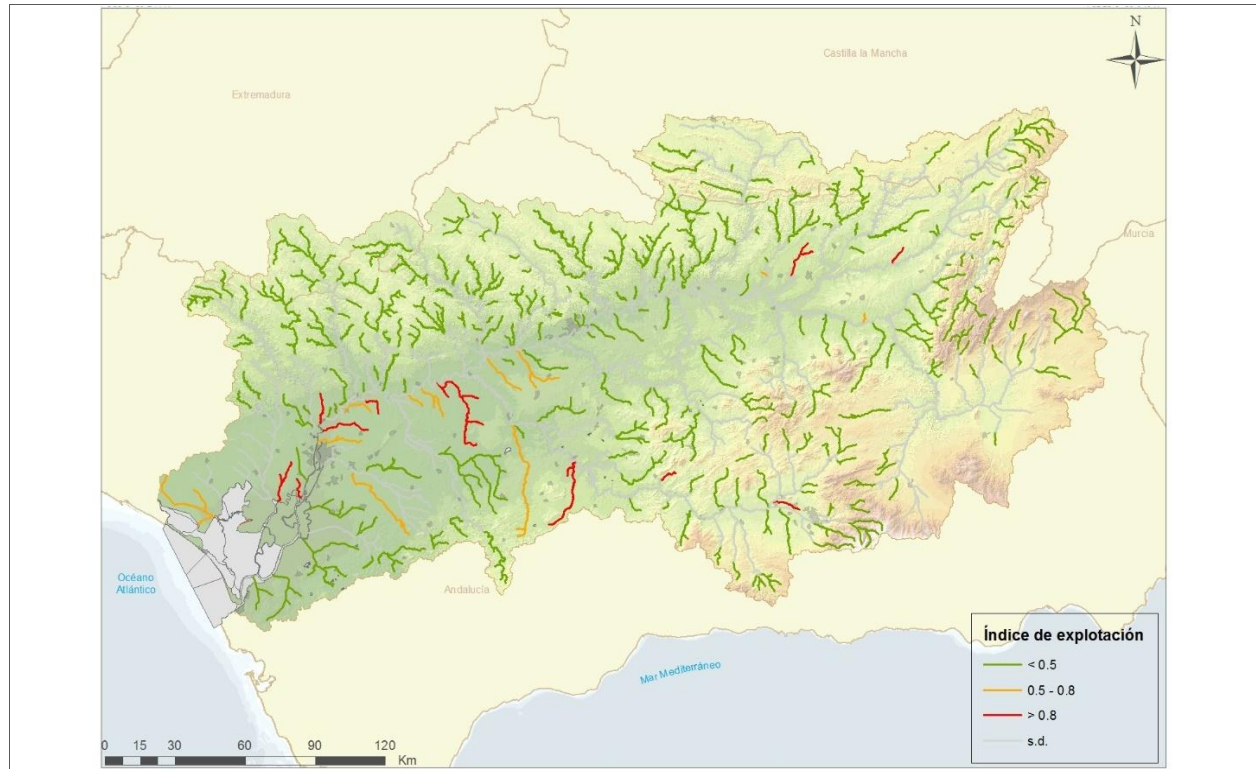 N
Castilla la Mancha
Extremadura
Murcia
Océano
Atlántico
Andalucía
Mar Mediterráneo
Índice de explotación
< 0.5
0.5 - 0.8
> 0.8
s.d.
0 15 30 60 90 120
Km